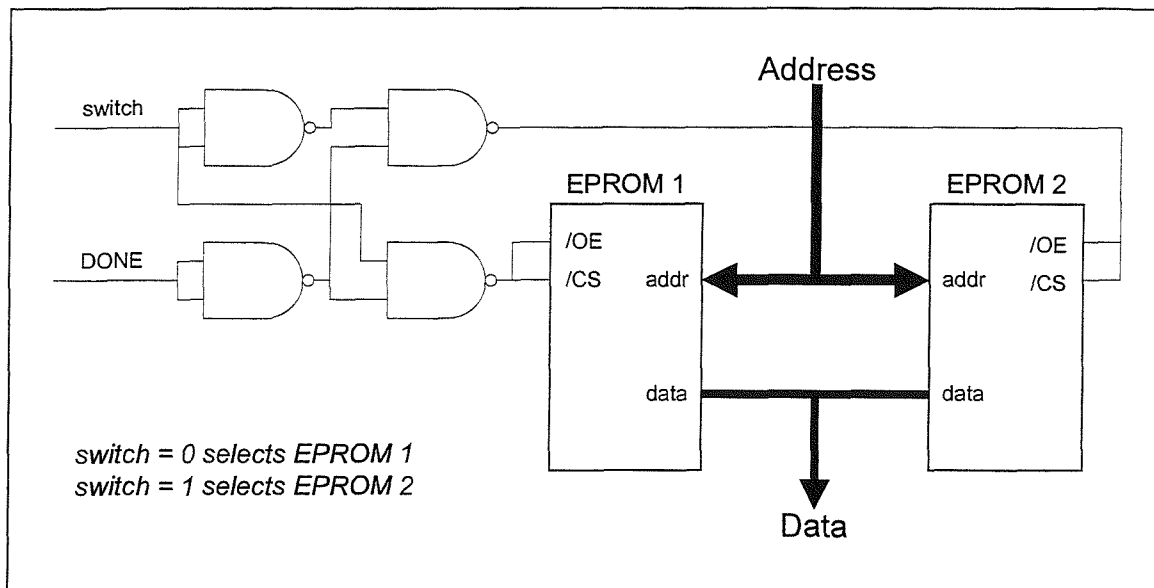 switch
Address
EPROM 1
EPROM 2
DONE
/OE
/CS
addr
data
addr
/OE
/CS
data
switch = 0 selects EPROM 1
switch = 1 selects EPROM 2
Data